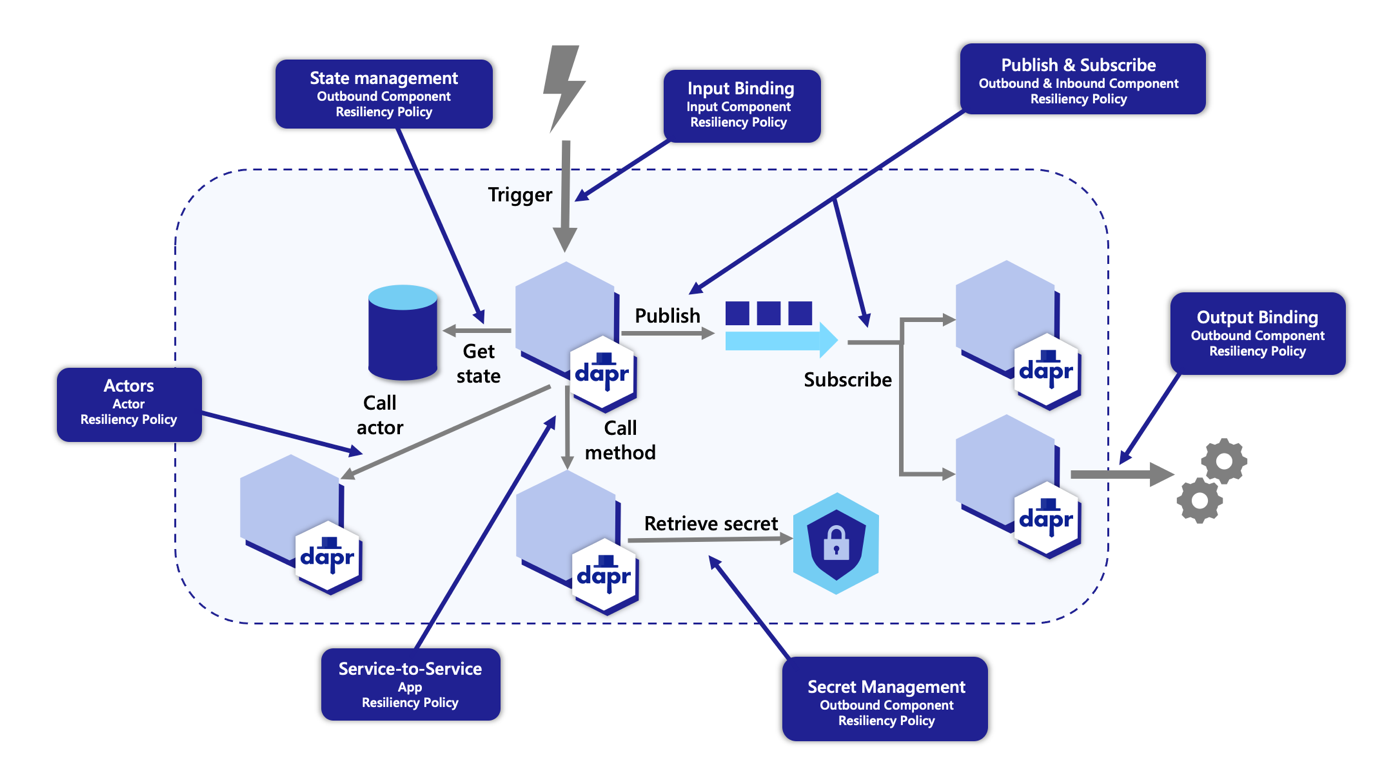 State management
Outbound Component
Resiliency Policy
Input Binding
Input Component
Resiliency Policy
Publish & Subscribe
Outbound & Inbound Component
Resiliency Policy
Trigger
Publish
Get
state
dapr
Subscribe
dapr
Output Binding
Outbound Component
Resiliency Policy
Actors
Actor
Resiliency Policy
Call
actor
Call
method
dapr
Retrieve secret
dapr
dapr
Service-to-Service
App
Resiliency Policy
Secret Management
Outbound Component
Resiliency Policy